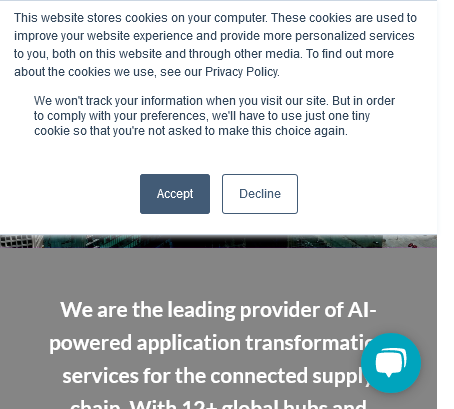 This website stores cookies on your computer. These cookies are used to
improve your website experience and provide more personalized services
to you, both on this website and through other media. To find out more
about the cookies we use, see our Privacy Policy.
We won't track your information when you visit our site. But in order
to comply with your preferences, we'll have to use just one tiny
cookie so that you're not asked to make this choice again.
Accept
Decline
We are the leading provider of AI-
powered application transformatio
services for the connected supply
chain. With 12+ global hubs and